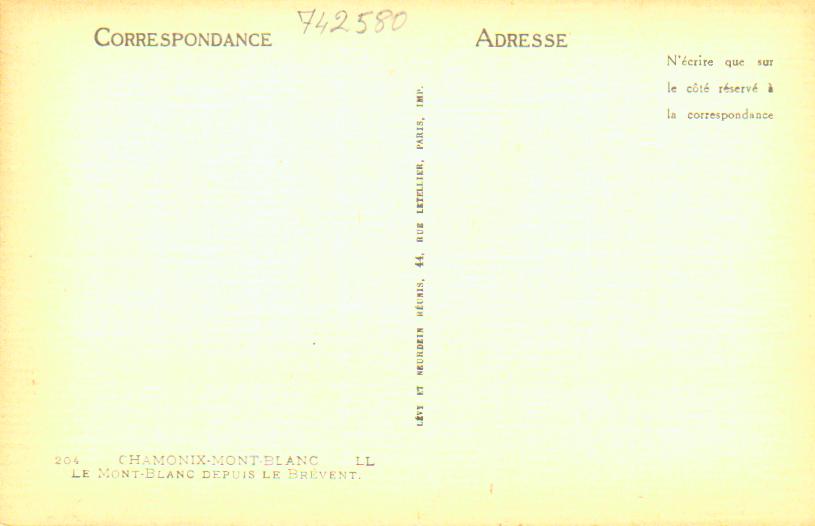 742580
CORRESPONDANCE
ADRESSE
N'écrire que sur
le côté réservé à
la correspondance
LÉVY ET NEURDEIN RÉUNIS, 44, RUE LETELLIER, PARIS, IMP.
204 CHAMONIX-MONT-BLANC LL
LE MONT-BLANC DEPUIS LE BRÉVENT.